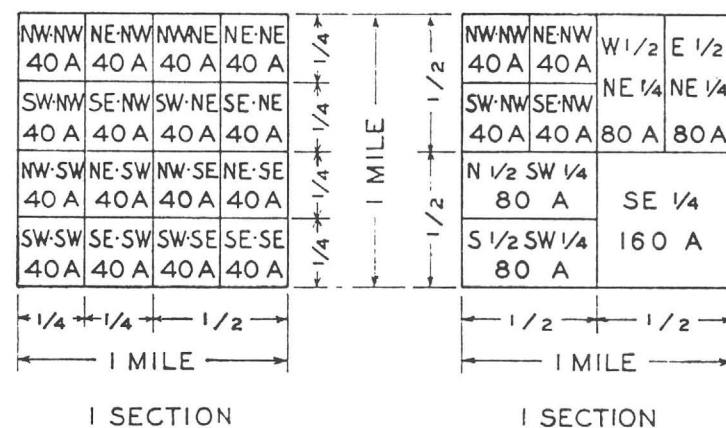 NW·NW NE·NW NW·NE NE·NE
40 A 40 A 40 A 40 A
SW·NW SE·NW SW·NE SE·NE
40 A 40 A 40 A 40 A
NW·SW NE·SW NW·SE NE·SE
40 A 40 A 40 A 40 A
SW·SW SE·SW SW·SE SE·SE
40 A 40 A 40 A 40 A
1/4
1/4
1/4
1/4
1/4 1/4 1/2
1 MILE
1 SECTION
1 MILE
1/2
1/2
NW·NW NE·NW
40 A 40 A
SW·NW SE·NW
40 A 40 A
W 1/2
NE 1/4
80 A
E 1/2
NE 1/4
80 A
N 1/2 SW 1/4
80 A
S 1/2 SW 1/4
80 A
SE 1/4
160 A
1/2 1/2
1 MILE
1 SECTION